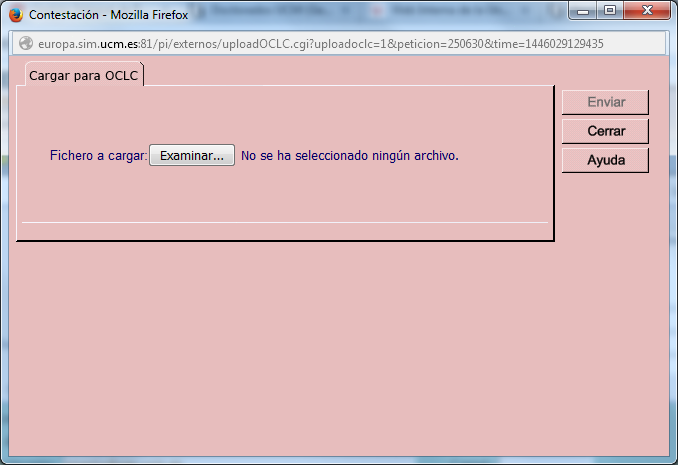 Contestación - Mozilla Firefox
europa.sim.ucm.es:81/pi/externos/uploadOCLC.cgi?uploadoclc=1&peticion=250630&time=1446029129435
Cargar para OCLC
Enviar
Cerrar
Ayuda
Fichero a cargar: Examinar... No se ha seleccionado ningún archivo.